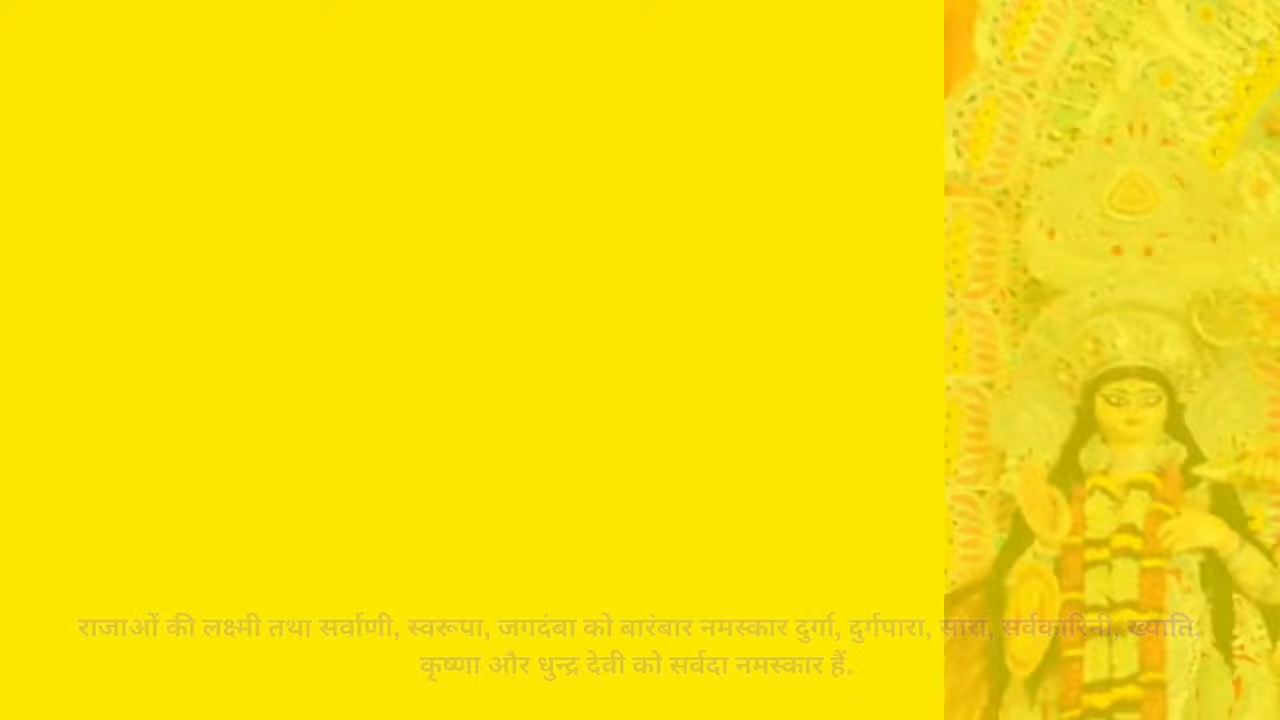 राजाओं की लक्ष्मी तथा सर्वाणी, स्वरूपा, जगदंबा को बारंबार नमस्कार दुर्गा, दुर्गपारा, सारा, सर्वकारिनी, ख्याति,
कृष्णा और धुन्द्र देवी को सर्वदा नमस्कार हैं.